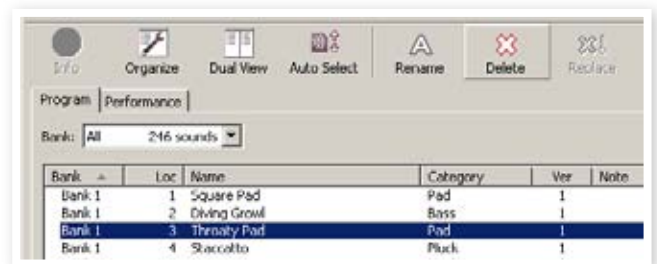 Info Organize Dual View Auto Select Rename Delete Replace
Program Performance
Bank: All 246 sounds
Bank Loc Name Category Ver Note
Bank 1 1 Square Pad Pad 1
Bank 1 2 Diving Growl Bass 1
Bank 1 3 Throaty Pad Pad 1
Bank 1 4 Staccatto Pluck 1